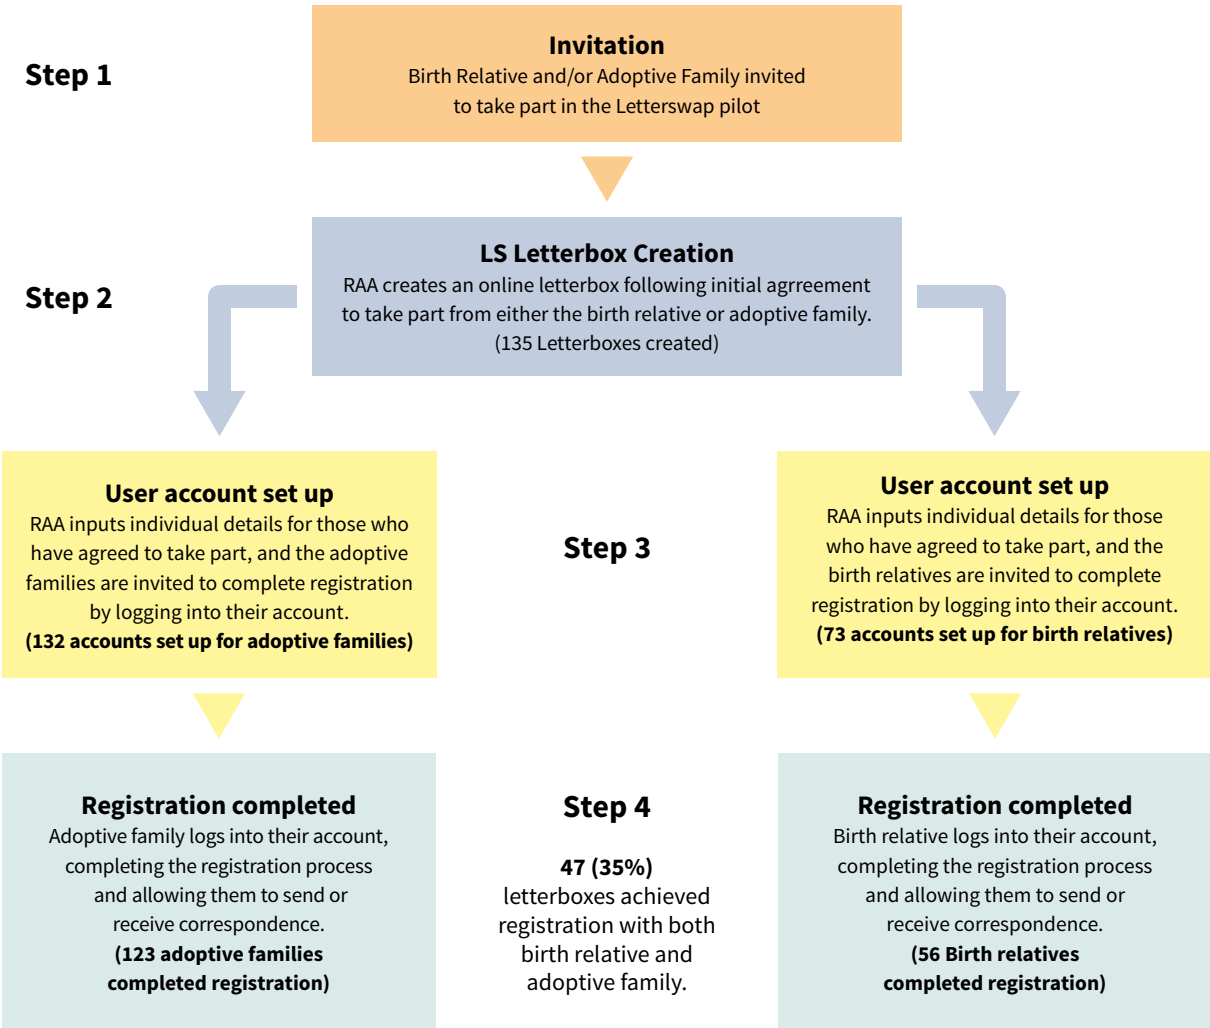 Step 1
Invitation
Birth Relative and/or Adoptive Family invited
to take part in the Letterswap pilot
Step 2
LS Letterbox Creation
RAA creates an online letterbox following initial agrreement
to take part from either the birth relative or adoptive family.
(135 Letterboxes created)
User account set up
RAA inputs individual details for those who
have agreed to take part, and the adoptive
families are invited to complete registration
by logging into their account.
(132 accounts set up for adoptive families)
Step 3
User account set up
RAA inputs individual details for those
who have agreed to take part, and the
birth relatives are invited to complete
registration by logging into their account.
(73 accounts set up for birth relatives)
Registration completed
Adoptive family logs into their account,
completing the registration process
and allowing them to send or
receive correspondence.
(123 adoptive families
completed registration)
Step 4
47 (35%)
letterboxes achieved
registration with both
birth relative and
adoptive family.
Registration completed
Birth relative logs into their account,
completing the registration process
and allowing them to send or
receive correspondence.
(56 Birth relatives
completed registration)